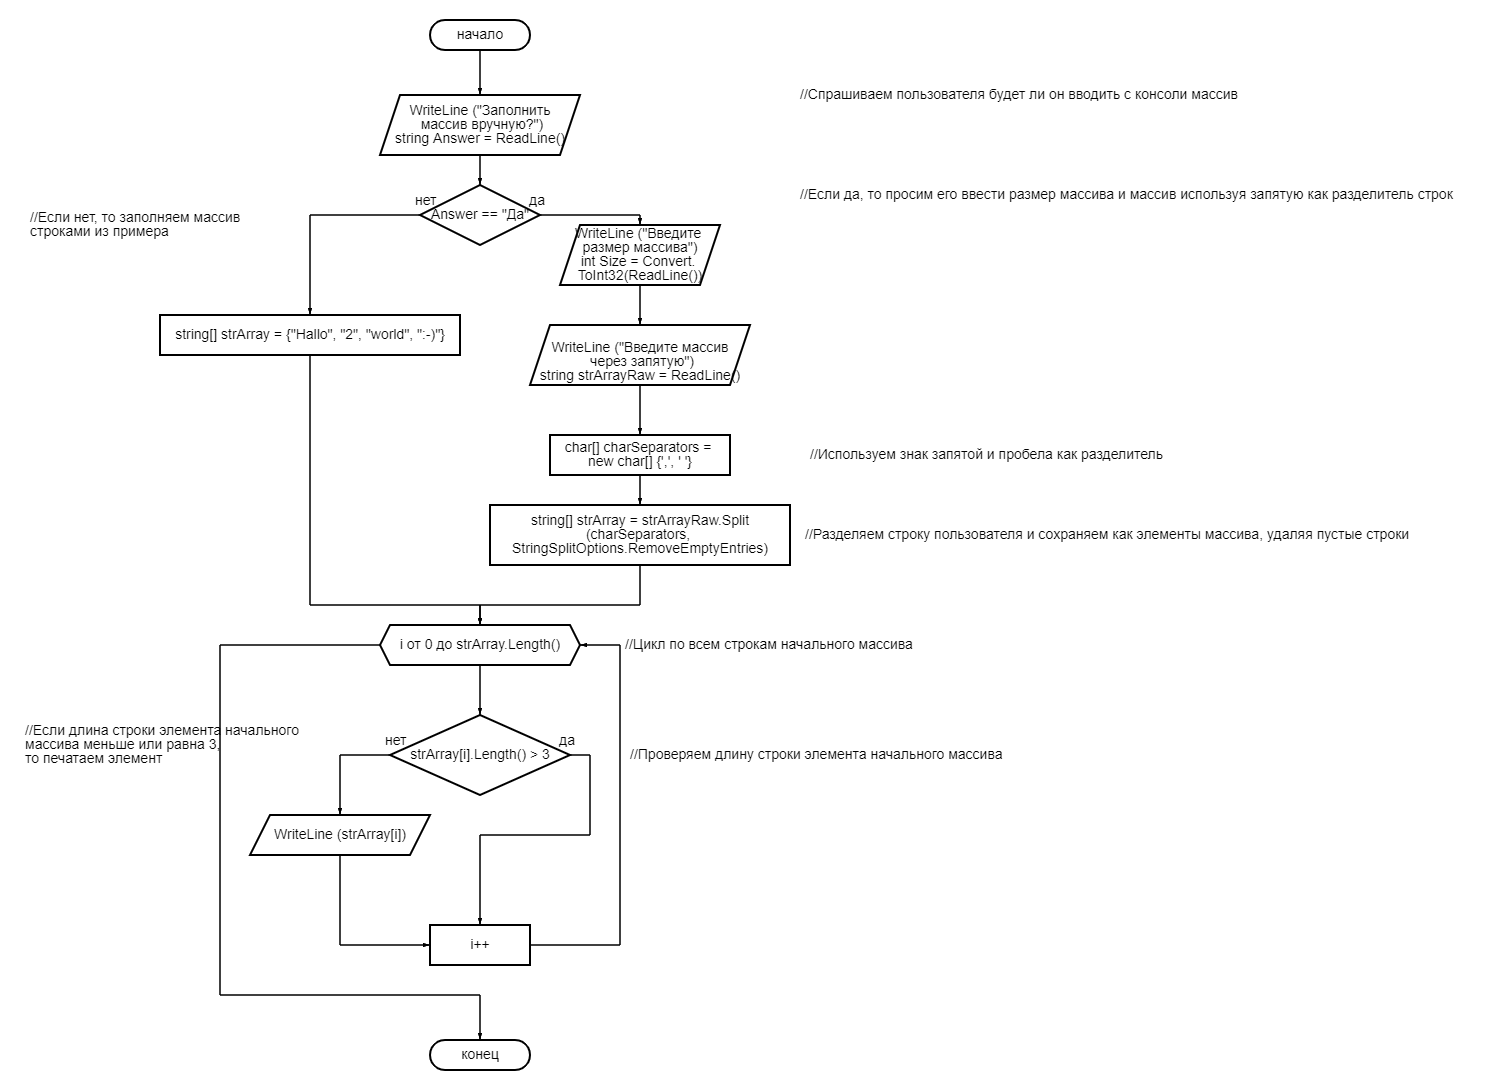 начало
WriteLine ("Заполнить
массив вручную?")
string Answer = ReadLine()
//Спрашиваем пользователя будет ли он вводить с консоли массив
нет
да
Answer == "Да"
//Если да, то просим его ввести размер массива и массив используя запятую как разделитель строк
//Если нет, то заполняем массив
строками из примера
WriteLine ("Введите
размер массива")
int Size = Convert.
ToInt32(ReadLine())
string[] strArray = {"Hallo", "2", "world", ":-)"}
WriteLine ("Введите массив
через запятую")
string strArrayRaw = ReadLine()
char[] charSeparators =
new char[] {',', ' '}
//Используем знак запятой и пробела как разделитель
string[] strArray = strArrayRaw.Split
(charSeparators,
StringSplitOptions.RemoveEmptyEntries)
//Разделяем строку пользователя и сохраняем как элементы массива, удаляя пустые строки
i от 0 до strArray.Length()
//Цикл по всем строкам начального массива
//Если длина строки элемента начального
массива меньше или равна 3,
то печатаем элемент
нет
да
strArray[i].Length() > 3
//Проверяем длину строки элемента начального массива
WriteLine (strArray[i])
i++
конец